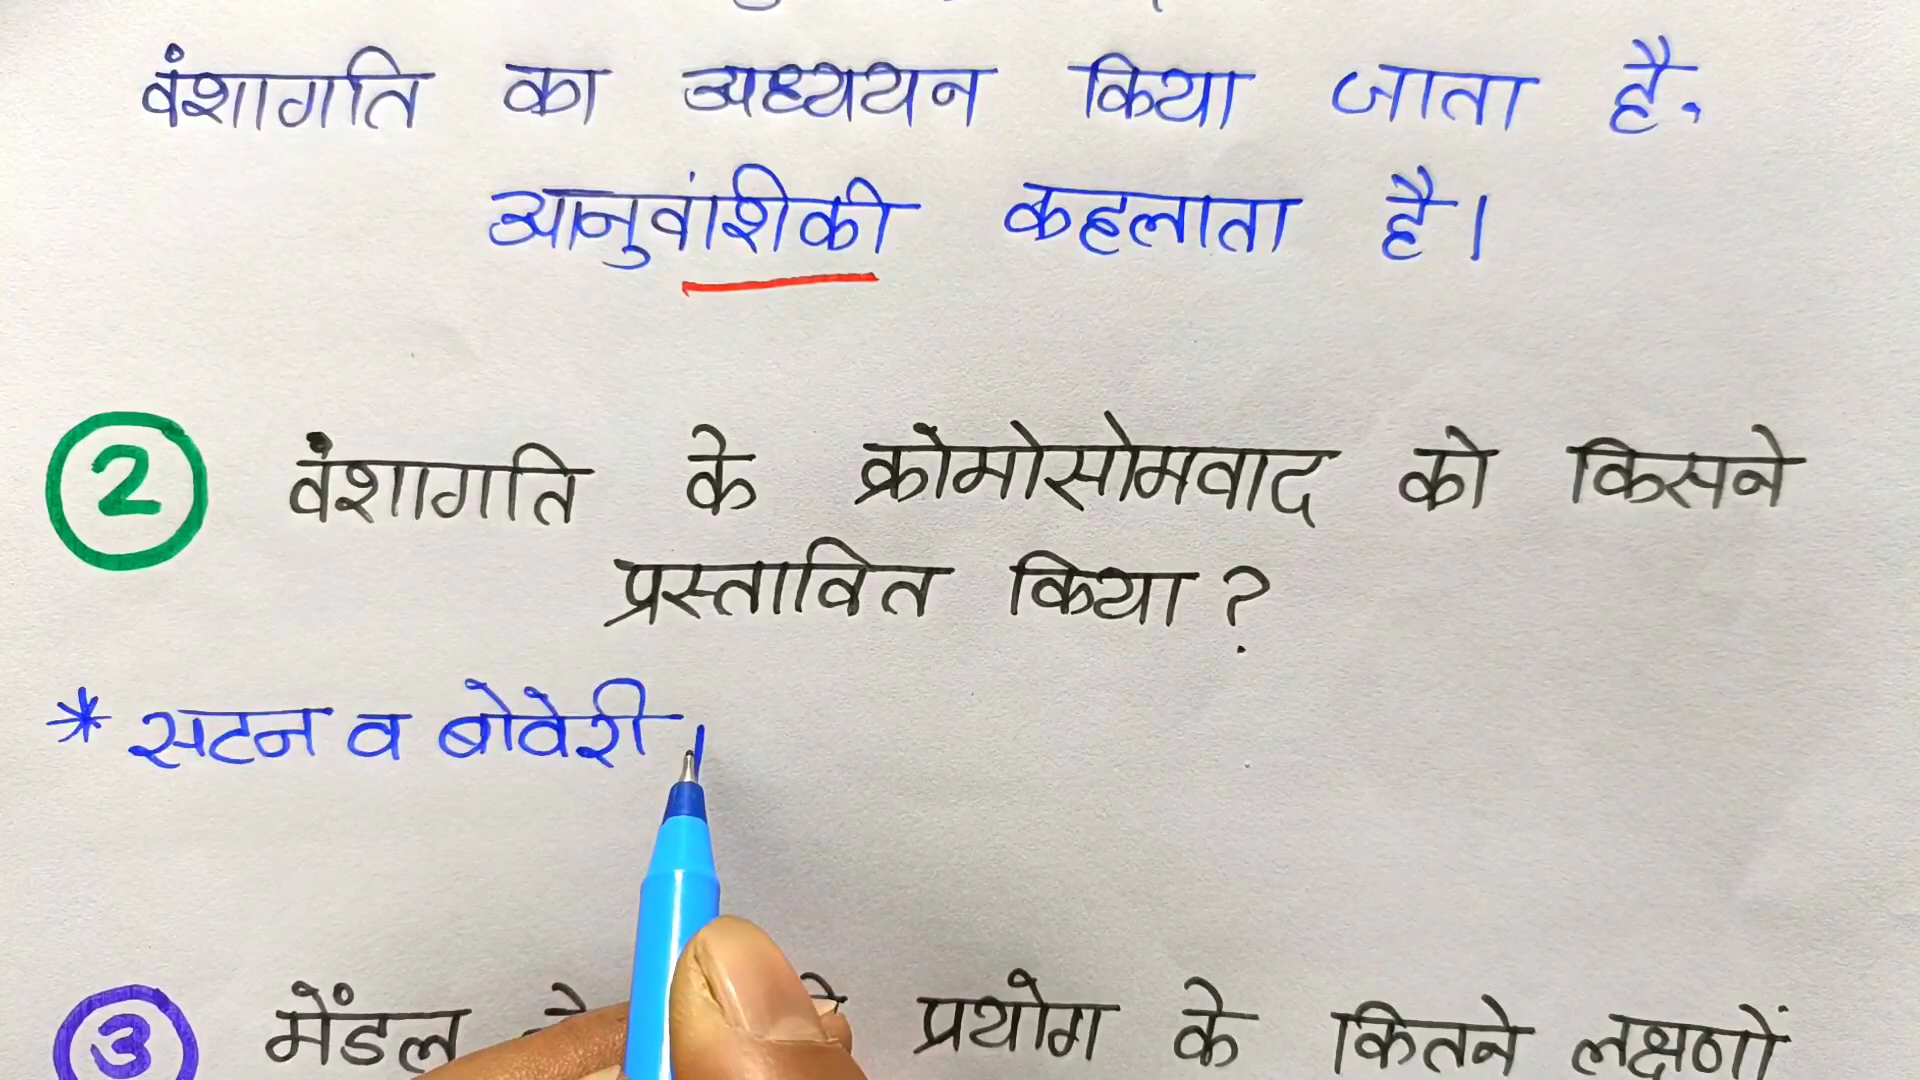 वंशागति का अध्ययन किया जाता है.
आनुवांशिकी कहलाता है।
2 वंशागति के क्रोमोसोमवाद को किसने
प्रस्तावित किया?
* सटन व बोवेरी।
3 मेंडल प्रयोग के कितने लक्षणों